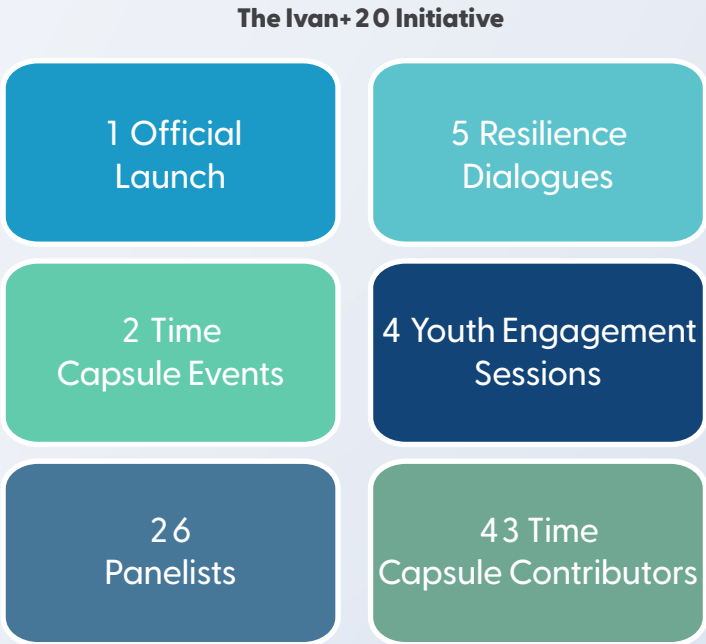 The Ivan+20 Initiative
1 Official
Launch
5 Resilience
Dialogues
2 Time
Capsule Events
4 Youth Engagement
Sessions
26
Panelists
43 Time
Capsule Contributors